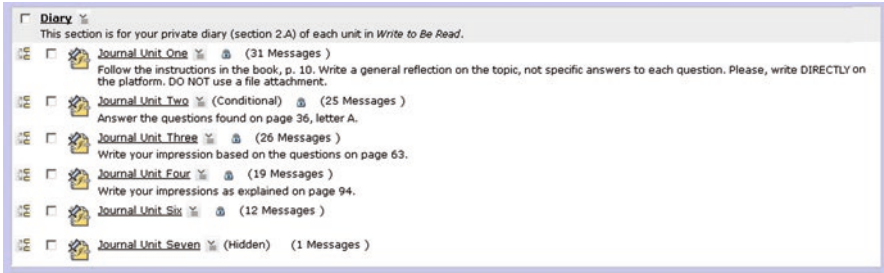 Diary
This section is for your private diary (section 2.A) of each unit in Write to Be Read.
Journal Unit One (31 Messages )
Follow the instructions in the book, p. 10. Write a general reflection on the topic, not specific answers to each question. Please, write DIRECTLY on
the platform. DO NOT use a file attachment.
Journal Unit Two (Conditional) (25 Messages )
Answer the questions found on page 36, letter A.
Journal Unit Three (26 Messages )
Write your impression based on the questions on page 63.
Journal Unit Four (19 Messages )
Write your impressions as explained on page 94.
Journal Unit Six (12 Messages )
Journal Unit Seven (Hidden) (1 Messages )